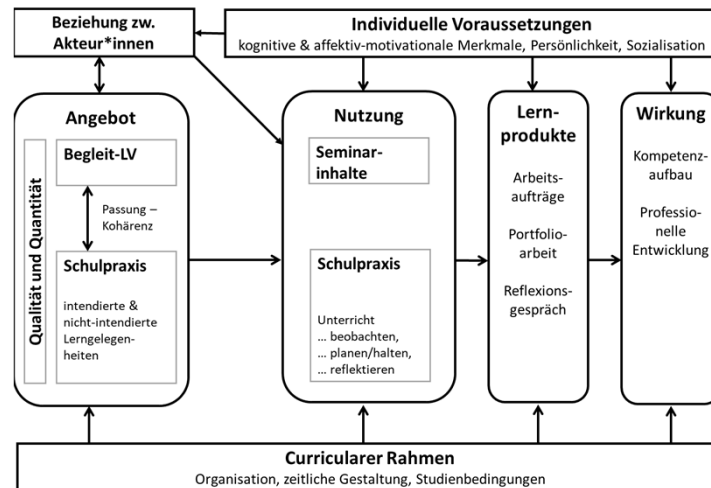 Beziehung zw.
Akteur*innen
Individuelle Voraussetzungen
kognitive & affektiv-motivationale Merkmale, Persönlichkeit, Sozialisation
Angebot
Qualität und Quantität
Begleit-LV
Passung –
Kohärenz
Schulpraxis
intendierte &
nicht-intendierte
Lerngelegen-
heiten
Nutzung
Seminar-
inhalte
Schulpraxis
Unterricht
... beobachten,
... planen/halten,
... reflektieren
Lern-
produkte
Arbeits-
aufträge
Portfolio-
arbeit
Reflexions-
gespräch
Wirkung
Kompetenz-
aufbau
Professio-
nelle
Entwicklung
Curricularer Rahmen
Organisation, zeitliche Gestaltung, Studienbedingungen